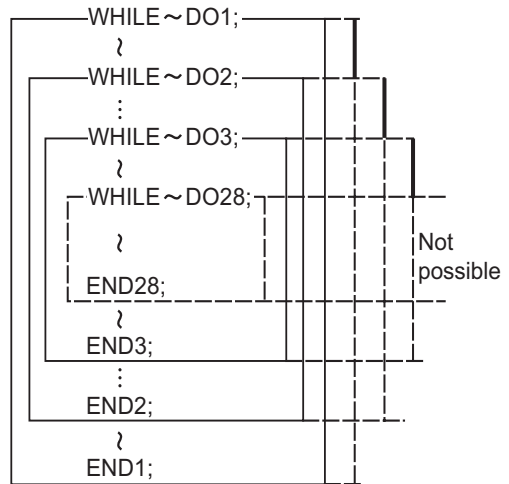 WHILE～DO1;
～
WHILE～DO2;
⋮
WHILE～DO3;
～
WHILE～DO28;
～
Not
possible
END28;
～
END3;
⋮
END2;
～
END1;